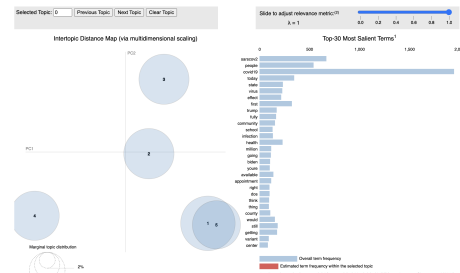 Selected Topic: 0 Previous Topic Next Topic Clear Topic
Slide to adjust relevance metric:(2)
λ = 1
0.0 0.2 0.4 0.6 0.8 1.0
Intertopic Distance Map (via multidimensional scaling)
PC2
PC1
3
2
4
1
5
Marginal topic distribution
2%
Top-30 Most Salient Terms1
0 500 1,000 1,500 2,0
people
covid19
today
state
virus
effect
first
trump
fully
community
school
infection
health
million
going
biden
years
available
appointment
right
dos
think
thing
county
would
still
getting
variant
center
Overall term frequency
Estimated term frequency within the selected topic